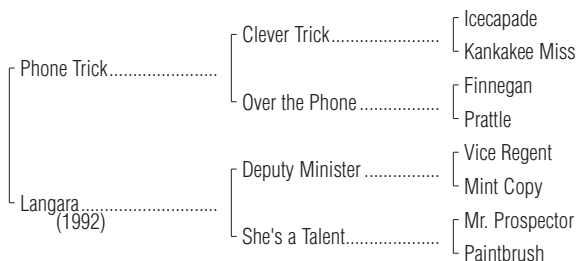 Icecapade
Clever Trick....................
Kankakee Miss
Phone Trick....................
Finnegan
Over the Phone ...............
Prattle
Vice Regent
Deputy Minister ..............
Mint Copy
Langara.........................
(1992)
Mr. Prospector
She's a Talent.................
Paintbrush